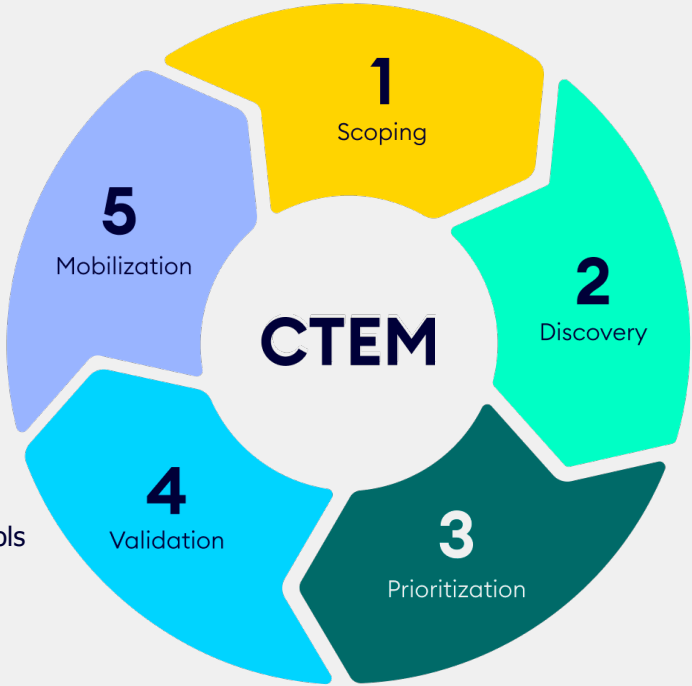 1
Scoping
2
Discovery
3
Prioritization
4
Validation
5
Mobilization
CTEM